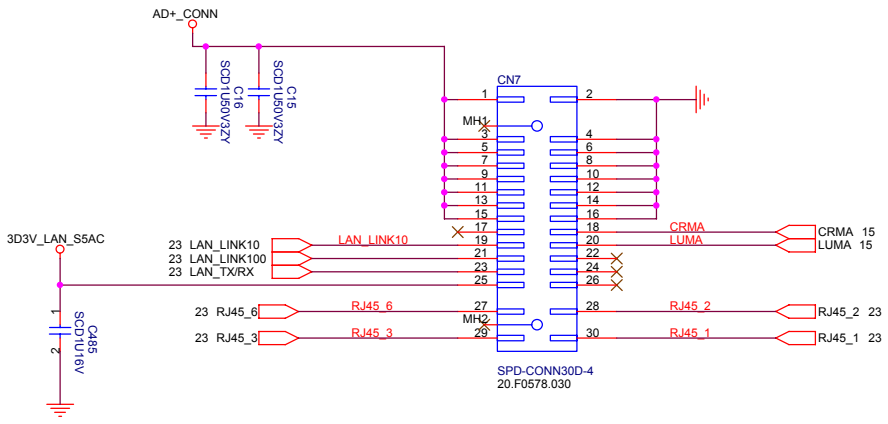 AD+_CONN
SCD1U50V3ZY
C16
SCD1U50V3ZY
C15
CN7
1 2
MH1
3 4
5 6
7 8
9 10
11 12
13 14
15 16
17 18 CRMA CRMA 15
23 LAN_LINK10 LAN_LINK10 19 20 LUMA LUMA 15
23 LAN_LINK100 21 22
23 LAN_TX/RX 23 24
3D3V_LAN_S5AC
25 26
23 RJ45_6 RJ45_6 27 28 RJ45_2 RJ45_2 23
MH2
23 RJ45_3 RJ45_3 29 30 RJ45_1 RJ45_1 23
1
2
SCD1U16V
C485
SPD-CONN30D-4
20.F0578.030